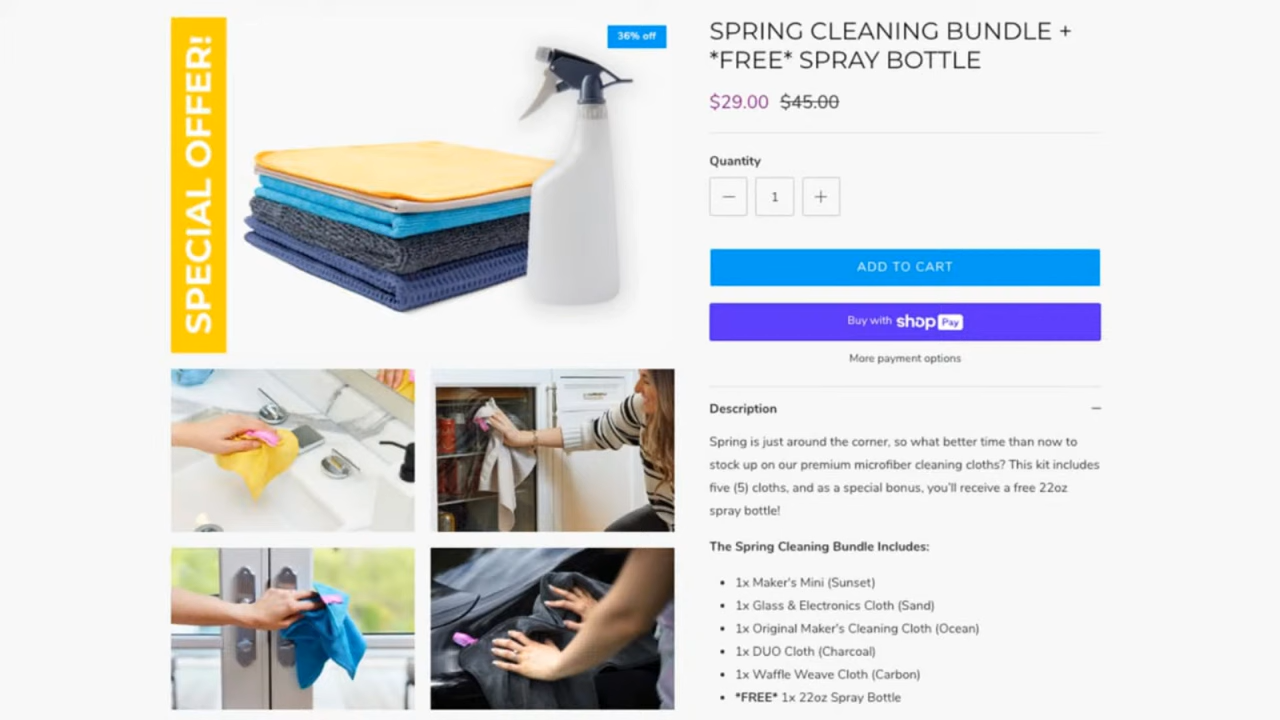 SPECIAL OFFER!
36% off
SPRING CLEANING BUNDLE +
*FREE* SPRAY BOTTLE
$29.00 $45.00
Quantity
1
ADD TO CART
Buy with shop Pay
More payment options
Description
Spring is just around the corner, so what better time than now to
stock up on our premium microfiber cleaning cloths? This kit includes
five (5) cloths, and as a special bonus, you'll receive a free 22oz
spray bottle!
The Spring Cleaning Bundle Includes:
1x Maker's Mini (Sunset)
1x Glass & Electronics Cloth (Sand)
1x Original Maker's Cleaning Cloth (Ocean)
1x DUO Cloth (Charcoal)
1x Waffle Weave Cloth (Carbon)
*FREE* 1x 22oz Spray Bottle